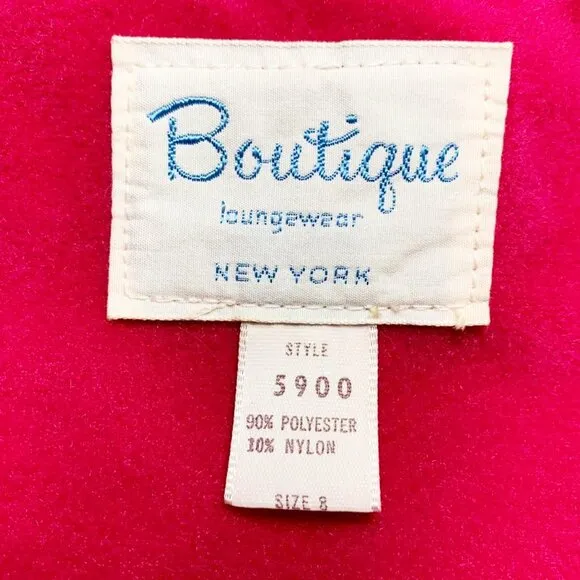 Boutique
loungewear
NEW YORK
STYLE
5900
90% POLYESTER
10% NYLON
SIZE 8